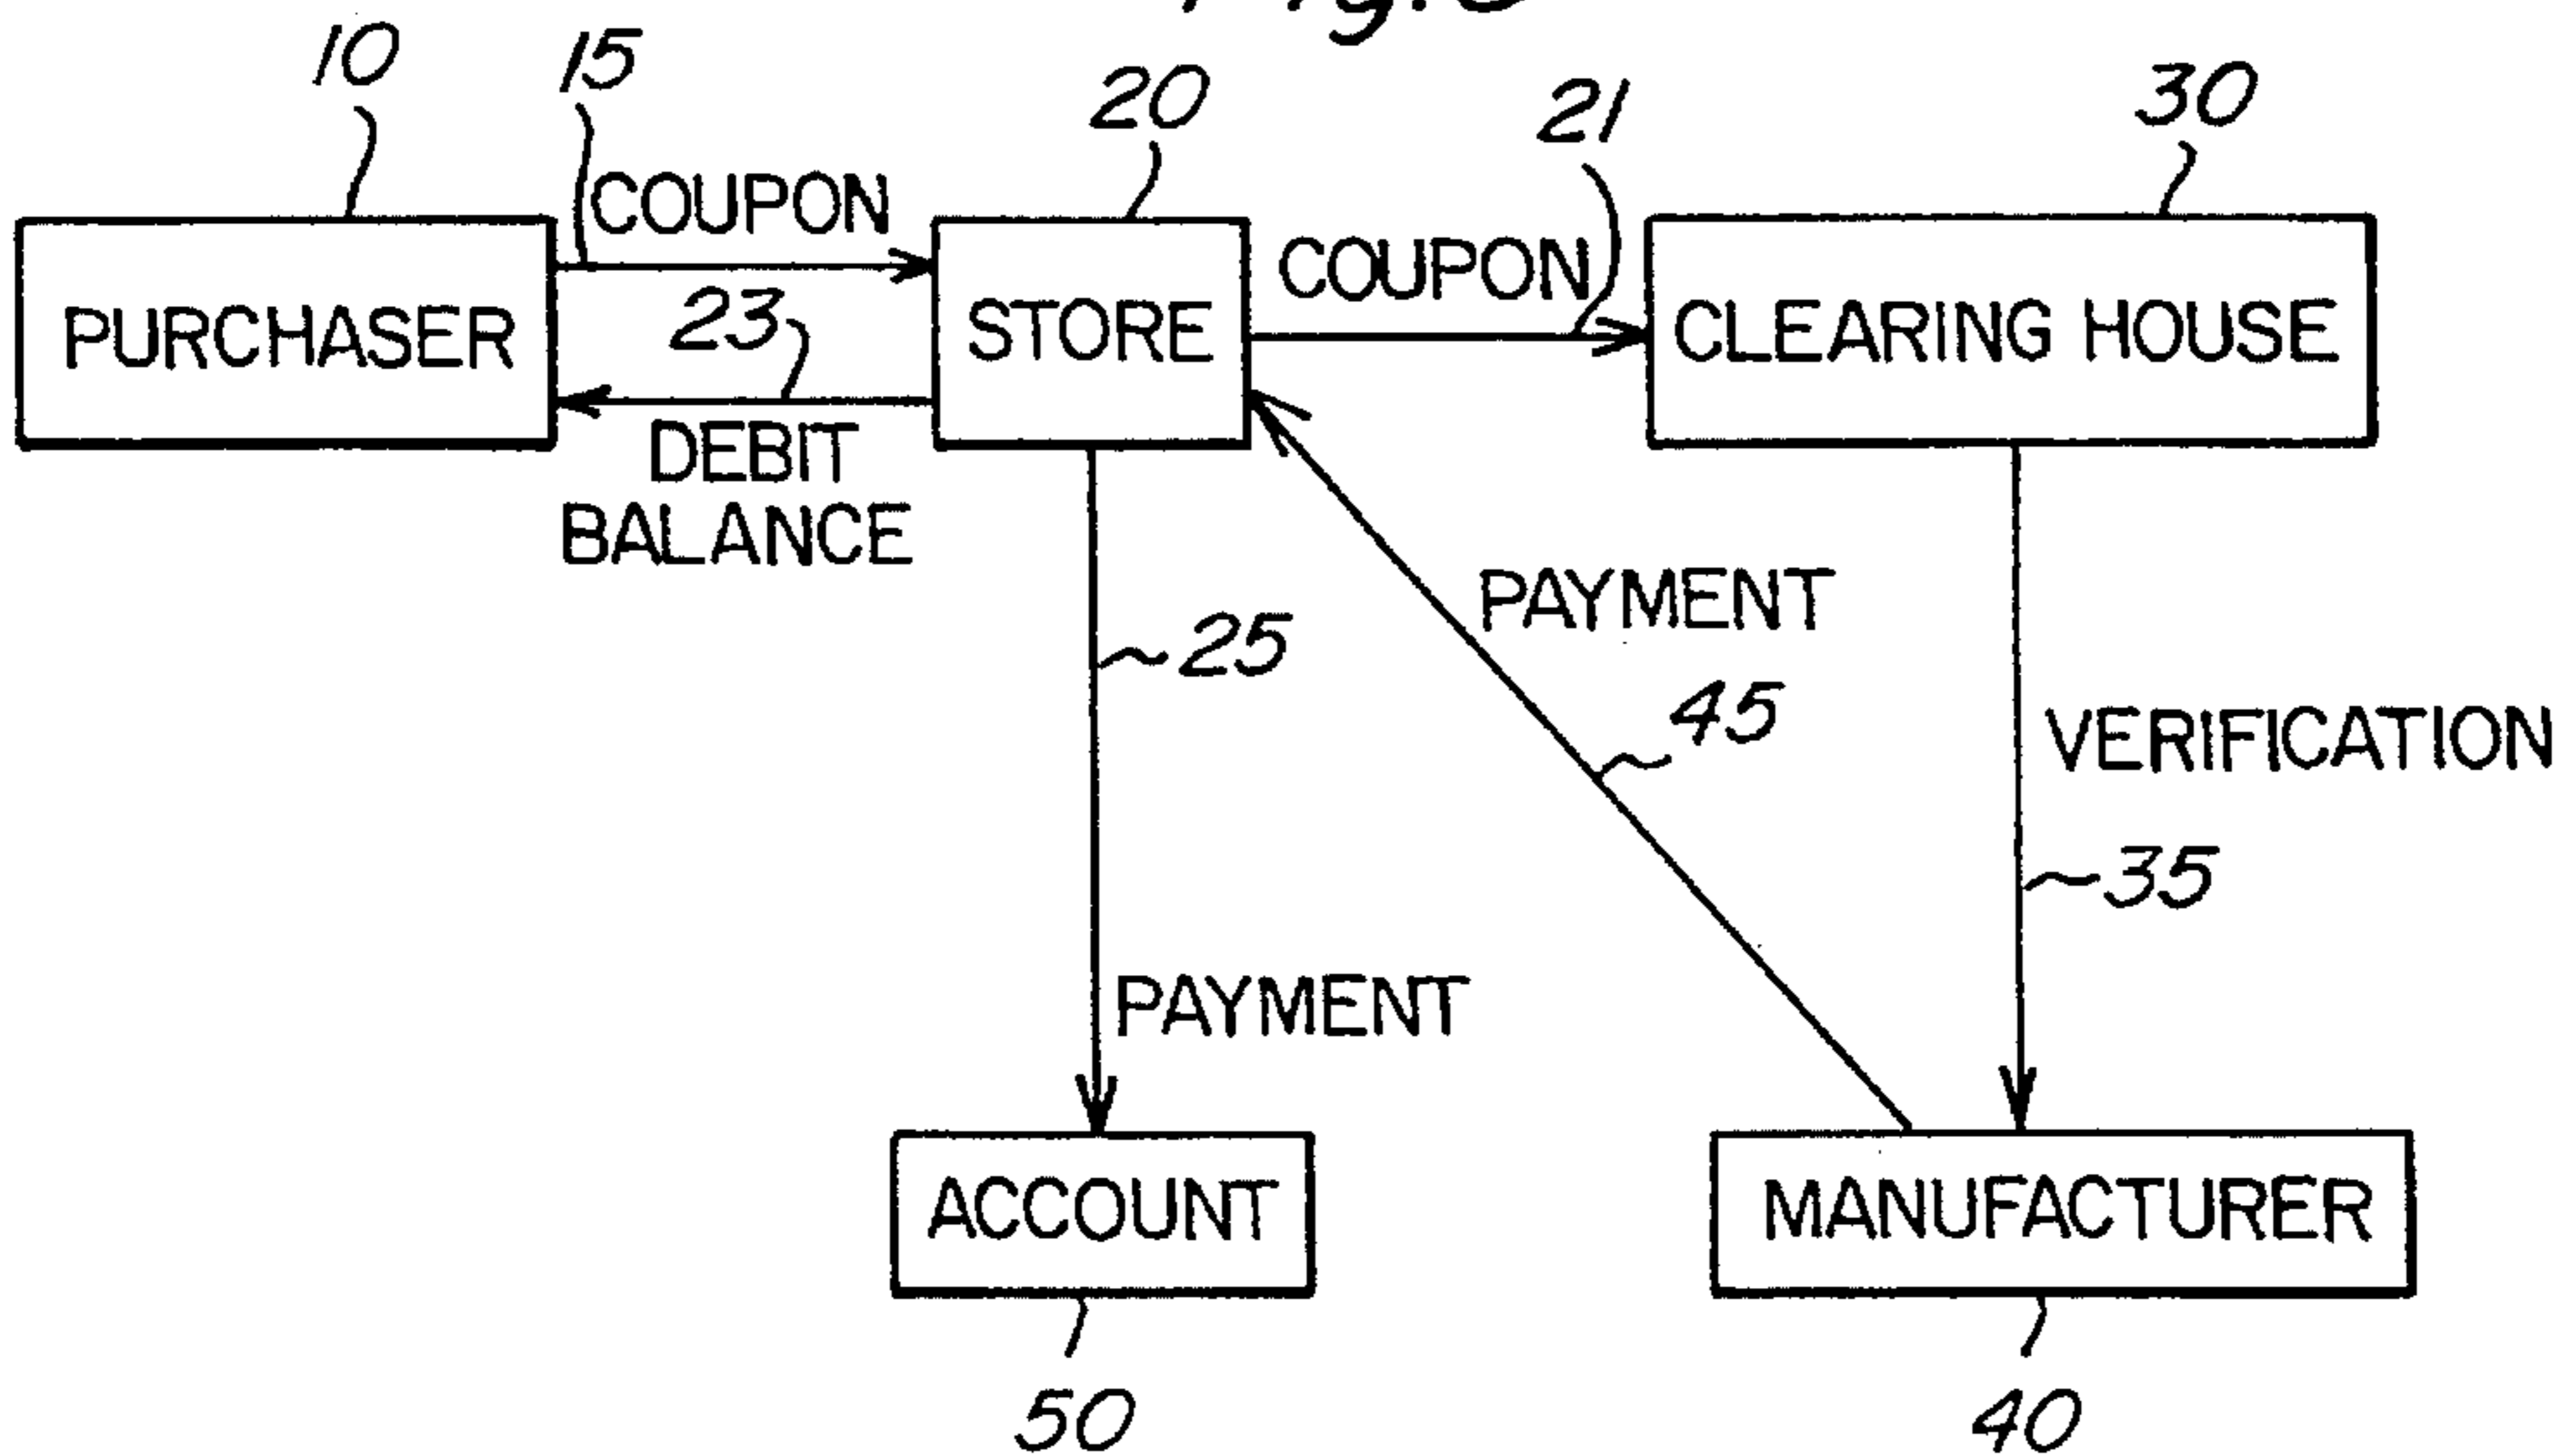 10
15
20
21
30
COUPON
COUPON
PURCHASER
23
STORE
CLEARING HOUSE
DEBIT
BALANCE
PAYMENT
25
45
VERIFICATION
35
PAYMENT
ACCOUNT
MANUFACTURER
50
40